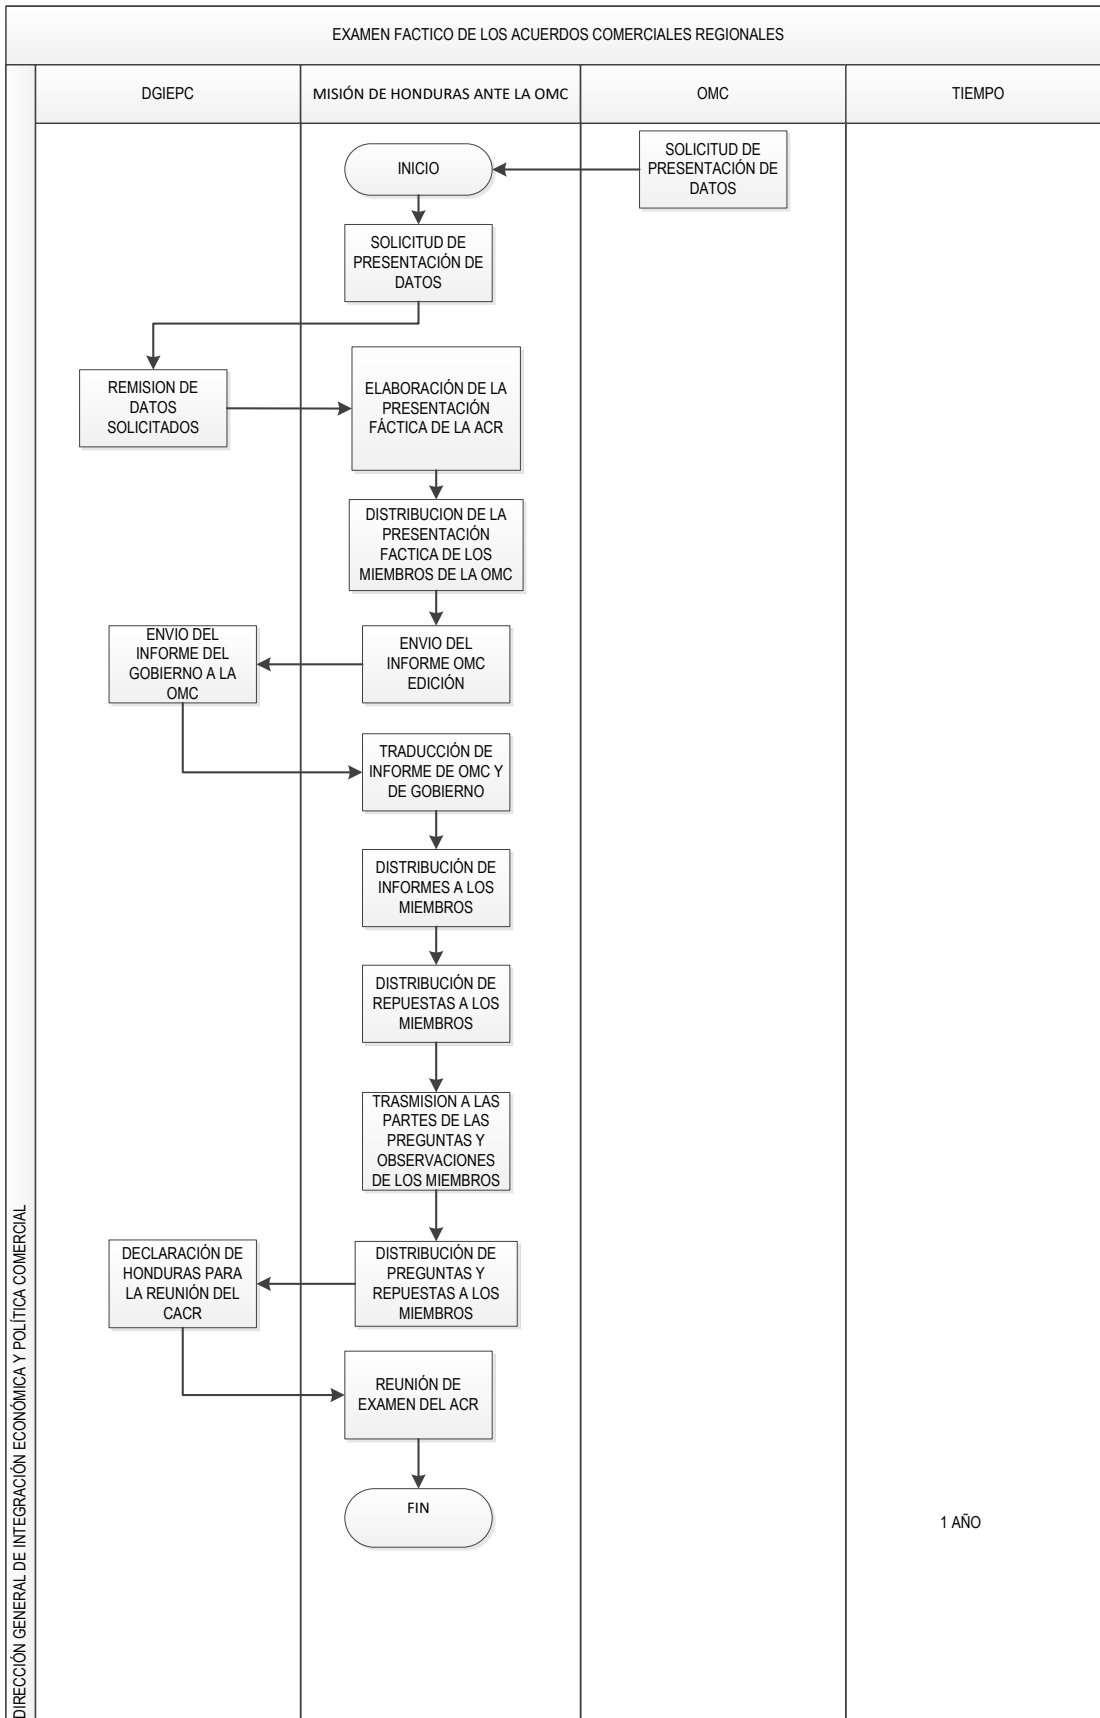 EXAMEN FACTICO DE LOS ACUERDOS COMERCIALES REGIONALES
DGIEPC
MISIÓN DE HONDURAS ANTE LA OMC
OMC
TIEMPO
DIRECCIÓN GENERAL DE INTEGRACIÓN ECONÓMICA Y POLÍTICA COMERCIAL
SOLICITUD DE
PRESENTACIÓN DE
DATOS
INICIO
SOLICITUD DE
PRESENTACIÓN DE
DATOS
REMISION DE
DATOS
SOLICITADOS
ELABORACIÓN DE LA
PRESENTACIÓN
FÁCTICA DE LA ACR
DISTRIBUCION DE LA
PRESENTACIÓN
FACTICA DE LOS
MIEMBROS DE LA OMC
ENVIO DEL
INFORME OMC
EDICIÓN
ENVIO DEL
INFORME DEL
GOBIERNO A LA
OMC
TRADUCCIÓN DE
INFORME DE OMC Y
DE GOBIERNO
DISTRIBUCIÓN DE
INFORMES A LOS
MIEMBROS
DISTRIBUCIÓN DE
REPUESTAS A LOS
MIEMBROS
TRASMISION A LAS
PARTES DE LAS
PREGUNTAS Y
OBSERVACIONES
DE LOS MIEMBROS
DISTRIBUCIÓN DE
PREGUNTAS Y
REPUESTAS A LOS
MIEMBROS
DECLARACIÓN DE
HONDURAS PARA
LA REUNIÓN DEL
CACR
REUNIÓN DE
EXAMEN DEL ACR
FIN
1 AÑO